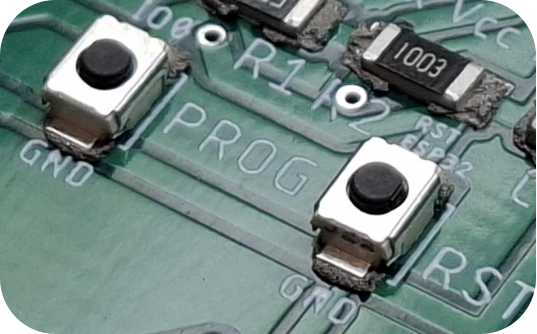 100
R1
VCC
1003
R2
PROG
RST
ESP32
GND
RST
GND